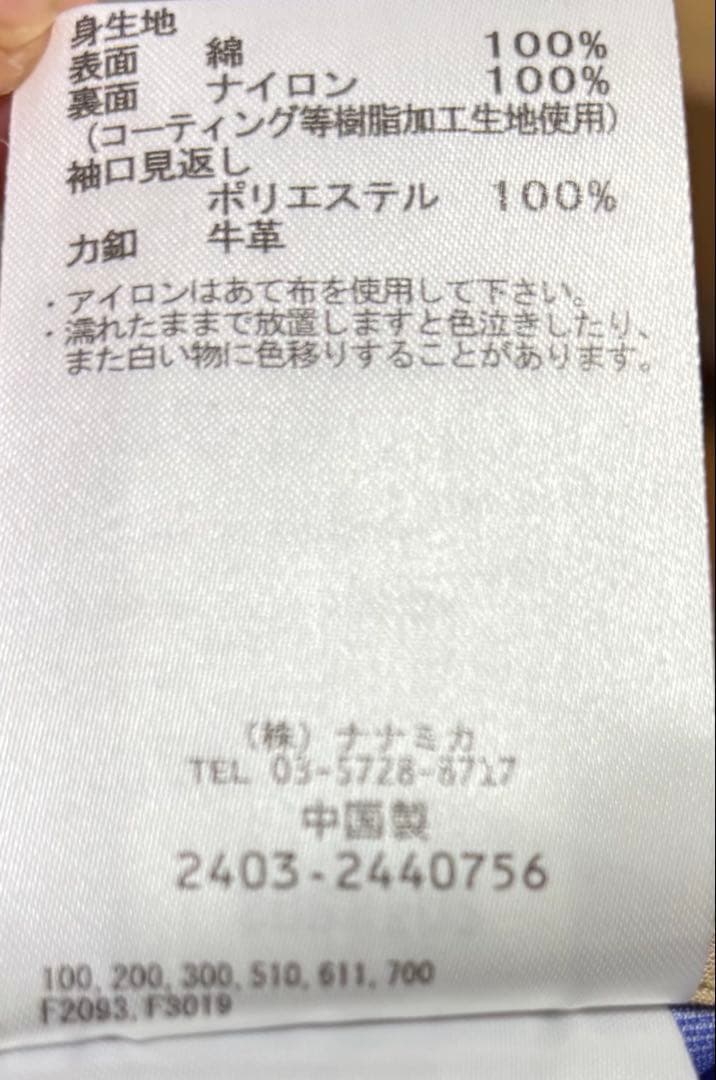 身生地
表面 綿 100%
裏面 ナイロン 100%
(コーティング等樹脂加工生地使用)
袖口見返し
ポリエステル 100%
力釦 牛革
・アイロンはあて布を使用して下さい。
・濡れたままで放置しますと色泣きしたり、
また白い物に色移りすることがあります。
(株) ナナミカ
TEL 03-5728-8717
中国製
2403-2440756
100, 200, 300, 510, 611, 700
F2093, F3019